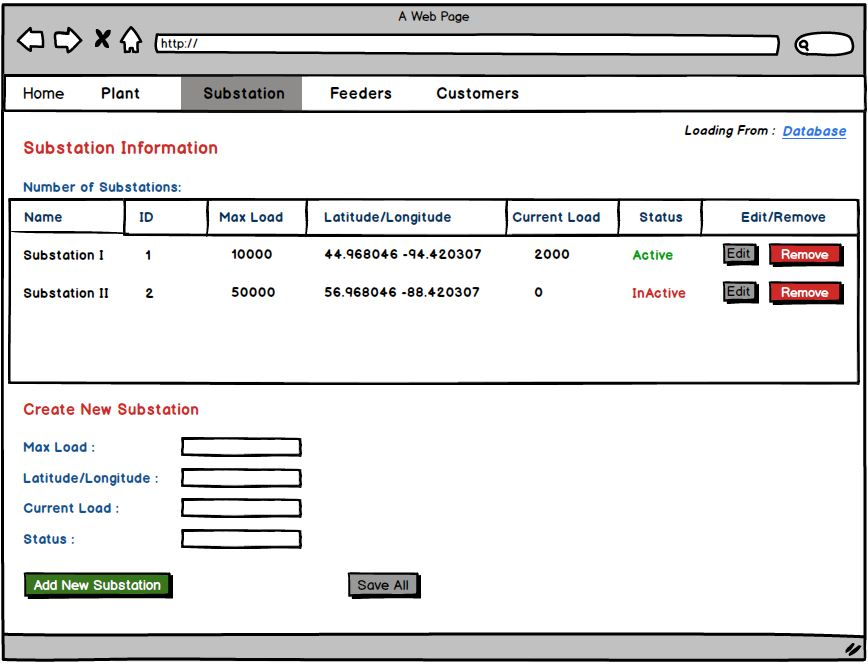 A Web Page
http://
Home Plant Substation Feeders Customers
Loading From : Database
Substation Information
Number of Substations:
Name ID Max Load Latitude/Longitude Current Load Status Edit/Remove
Substation I 1 10000 44.968046 -94.420307 2000 Active Edit Remove
Substation II 2 50000 56.968046 -88.420307 0 InActive Edit Remove
Create New Substation
Max Load :
Latitude/Longitude :
Current Load :
Status :
Add New Substation Save All